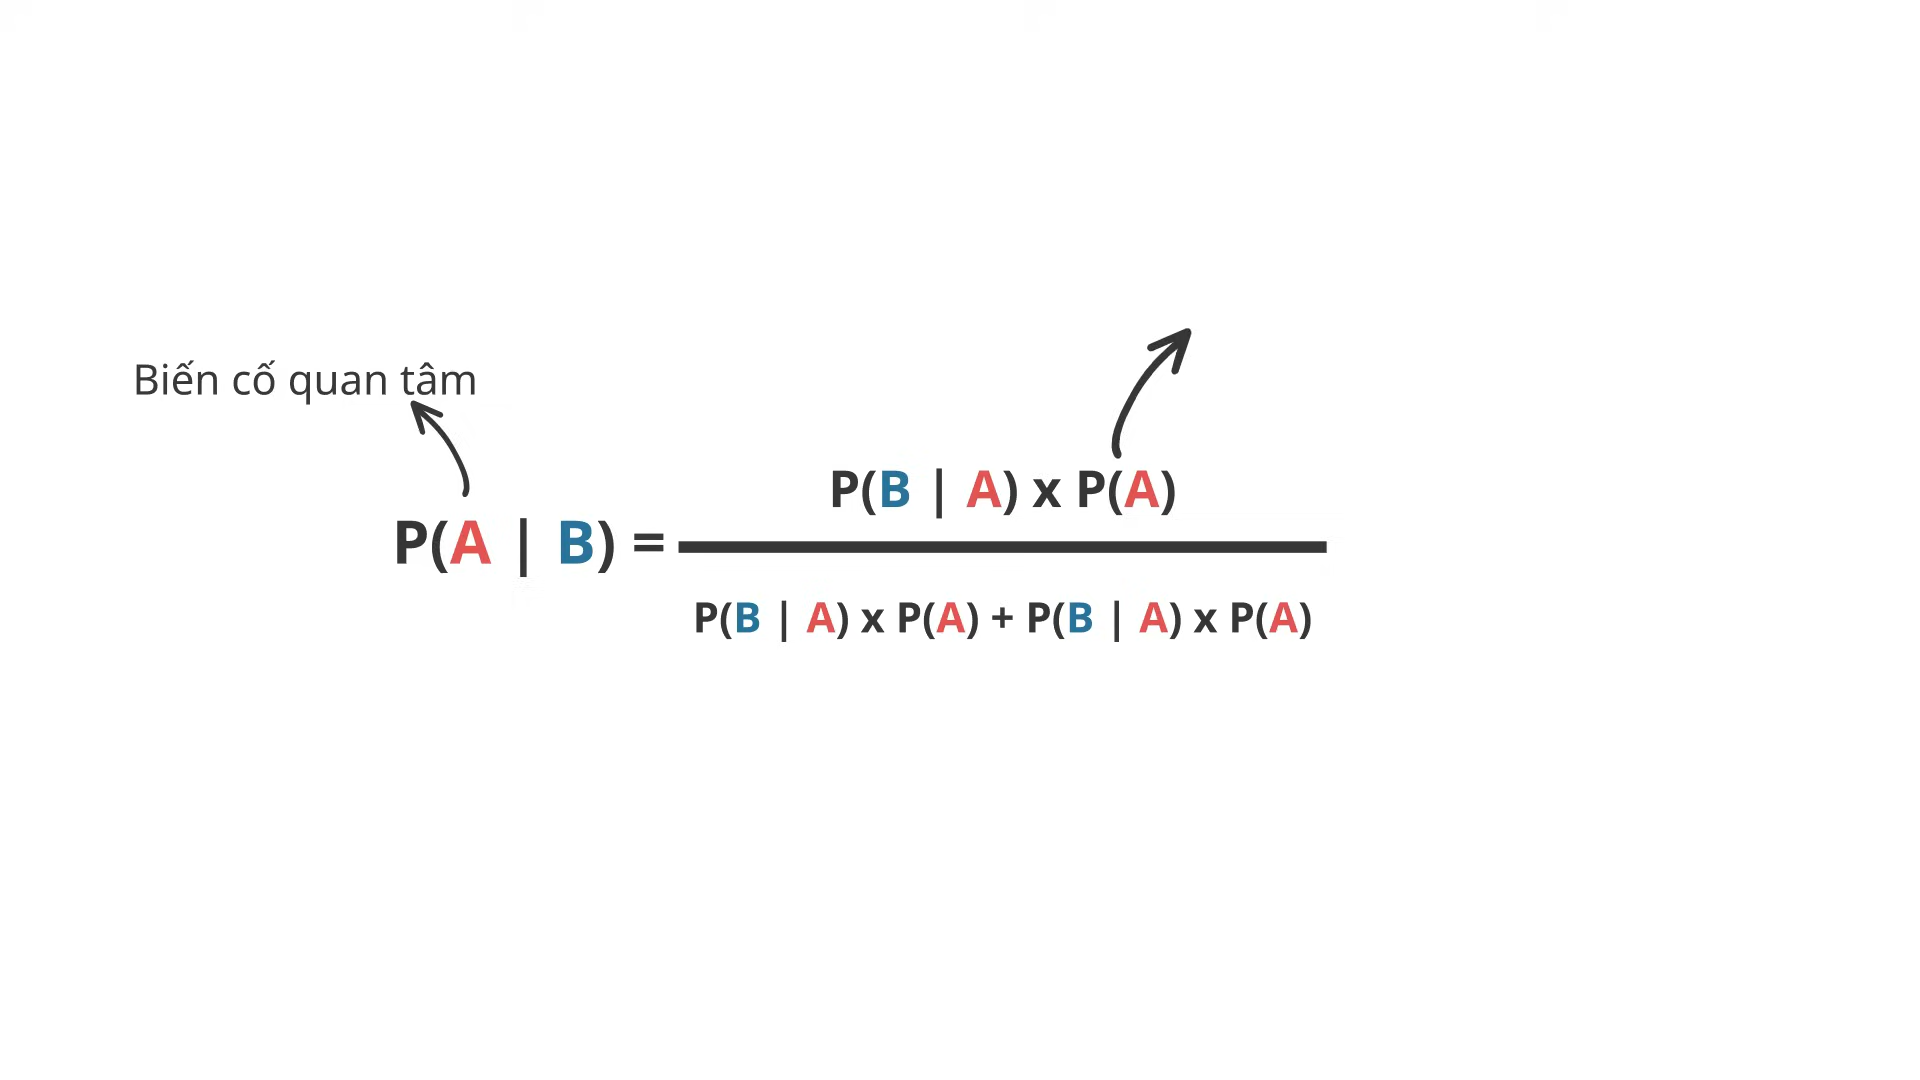 Biến cố quan tâm
P(B | A) x P(A)
P(A | B) =
P(B | A) x P(A) + P(B | A) x P(A)